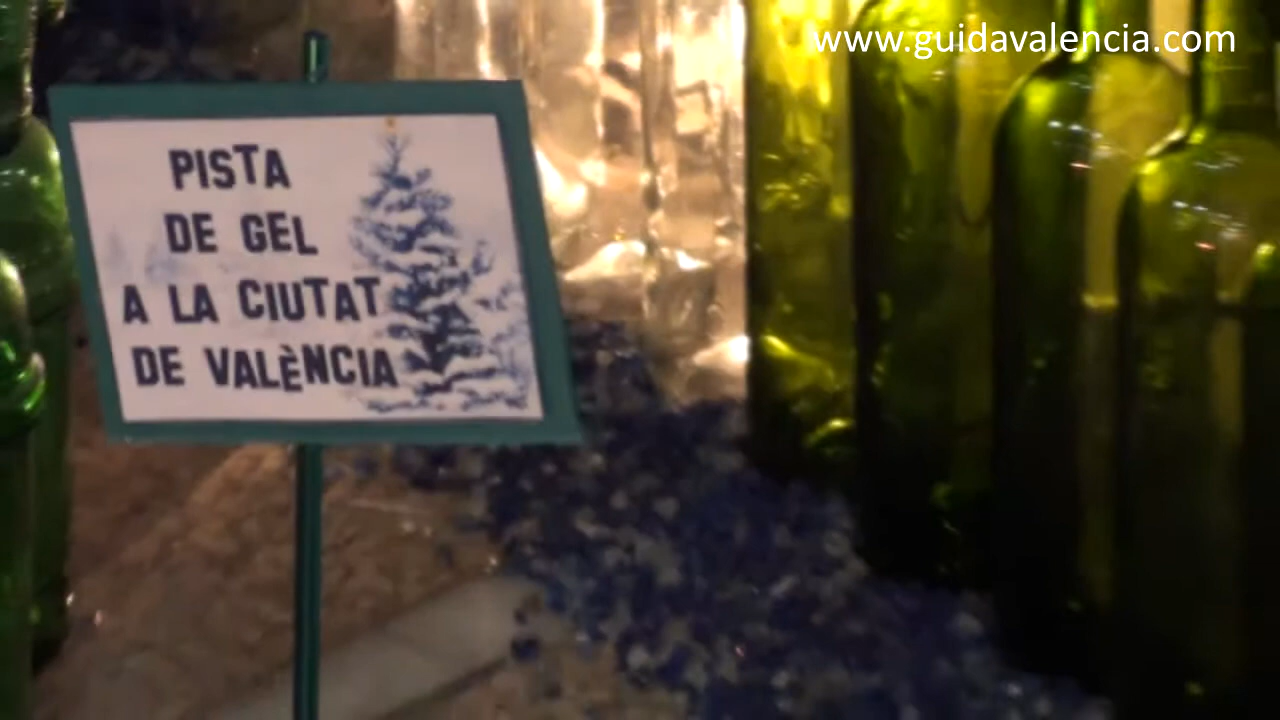 www.guidavalencia.com
PISTA
DE GEL
A LA CIUTAT
DE VALÈNCIA